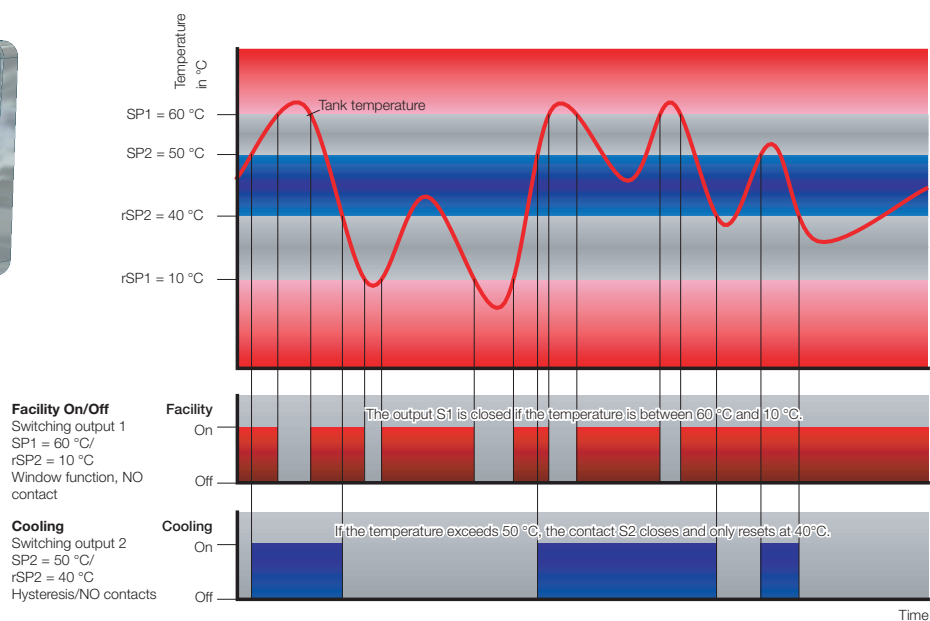 Temperature
in °C
Tank temperature
SP1 = 60 °C
SP2 = 50 °C
rSP2 = 40 °C
rSP1 = 10 °C
Facility On/Off
Switching output 1
SP1 = 60 °C/
rSP2 = 10 °C
Window function, NO
contact
Facility
On
Off
The output S1 is closed if the temperature is between 60 °C and 10 °C.
Cooling
Switching output 2
SP2 = 50 °C/
rSP2 = 40 °C
Hysteresis/NO contacts
Cooling
On
Off
If the temperature exceeds 50 °C, the contact S2 closes and only resets at 40°C.
Time